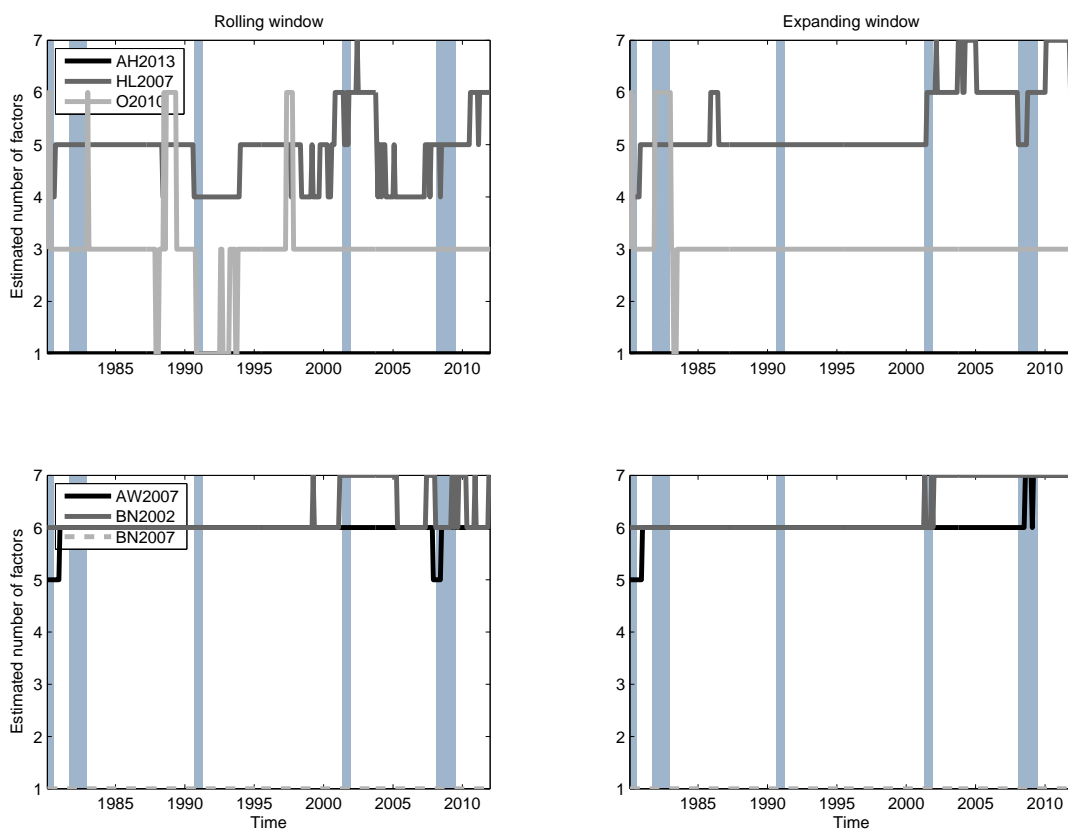 Rolling window
Expanding window
Estimated number of factors
7
6
5
4
3
2
1
AH2013
HL2007
O2010
1985 1990 1995 2000 2005 2010
7
6
5
4
3
2
1
1985 1990 1995 2000 2005 2010
Estimated number of factors
7
6
5
4
3
2
1
AW2007
BN2002
BN2007
1985 1990 1995 2000 2005 2010
Time
7
6
5
4
3
2
1
1985 1990 1995 2000 2005 2010
Time